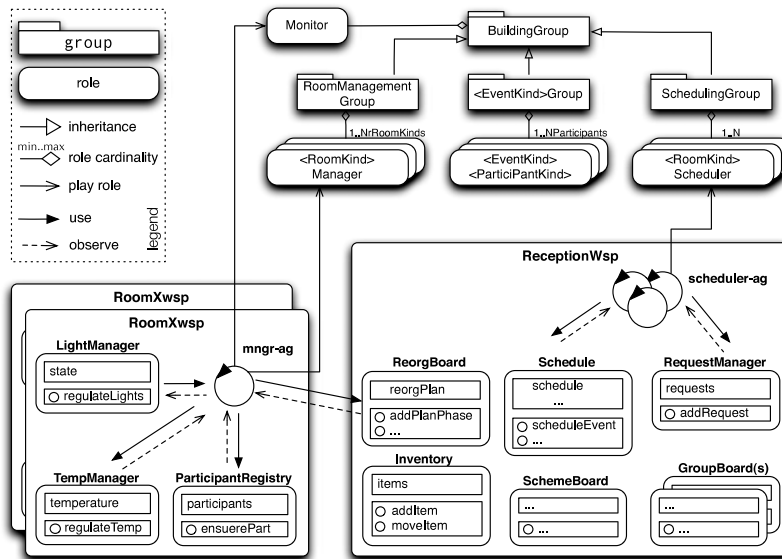 group
role
inheritance
min..max
role cardinality
play role
use
observe
legend
Monitor
BuildingGroup
RoomManagement
Group
<EventKind>Group
SchedulingGroup
1..NrRoomKinds
1..NParticipants
1..N
<RoomKind>
Manager
<EventKind>
<ParticiPantKind>
<RoomKind>
Scheduler
RoomXwsp
RoomXwsp
mngr-ag
LightManager
state
regulateLights
TempManager
temperature
regulateTemp
ParticipantRegistry
participants
ensuerePart
ReceptionWsp
scheduler-ag
ReorgBoard
reorgPlan
addPlanPhase
...
Schedule
schedule
...
scheduleEvent
...
RequestManager
requests
addRequest
Inventory
items
addItem
moveItem
SchemeBoard
...
...
GroupBoard(s)
...
...